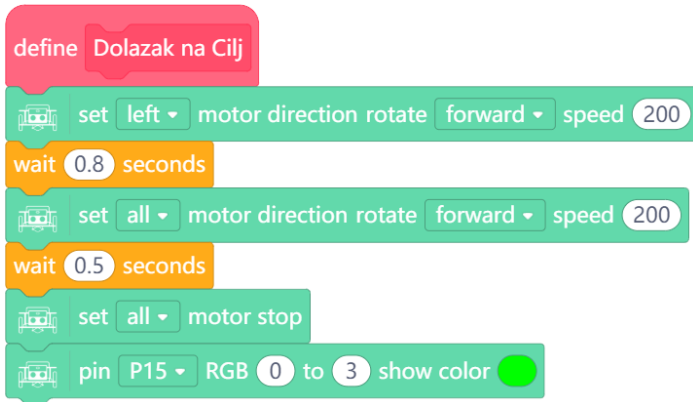 define Dolazak na Cilj
set left motor direction rotate forward speed 200
wait 0.8 seconds
set all motor direction rotate forward speed 200
wait 0.5 seconds
set all motor stop
pin P15 RGB 0 to 3 show color